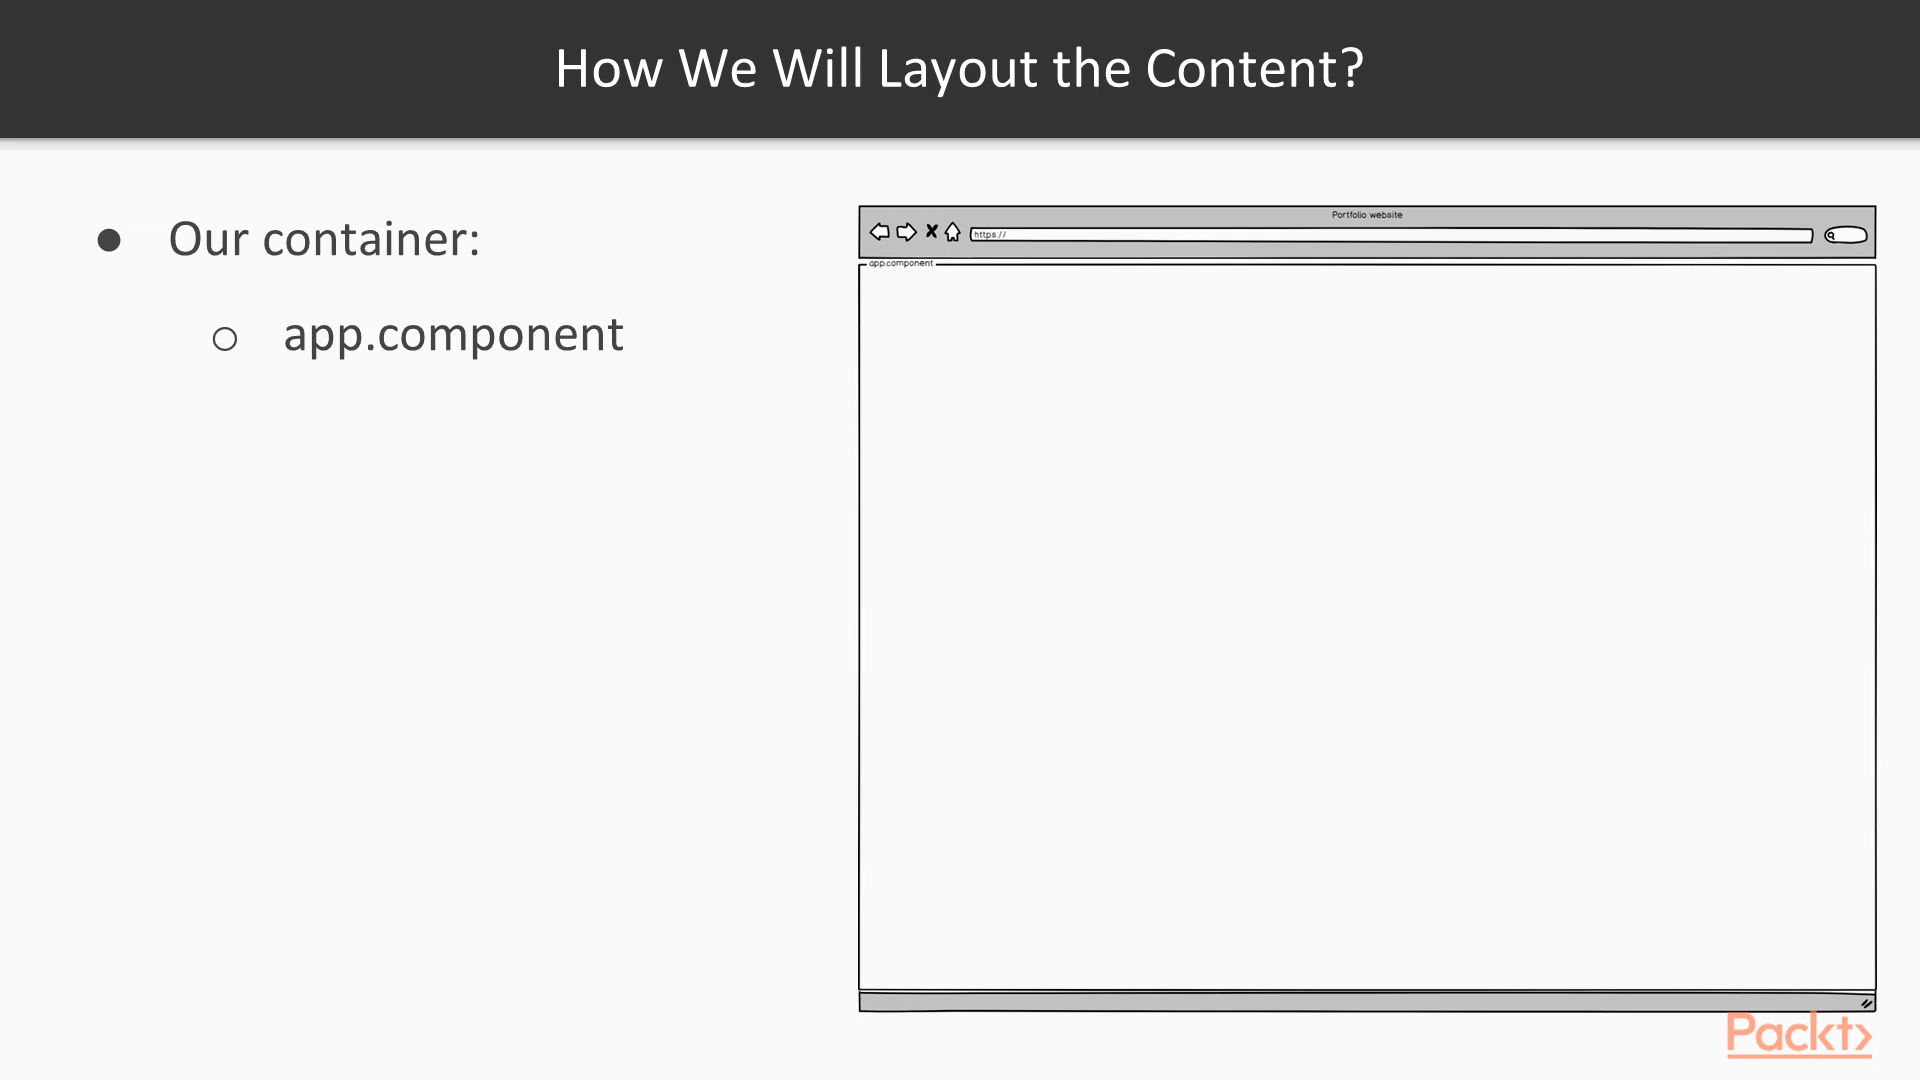 How We Will Layout the Content?
● Our container:
○ app.component
Portfolio website
https://
app.component
Packt>